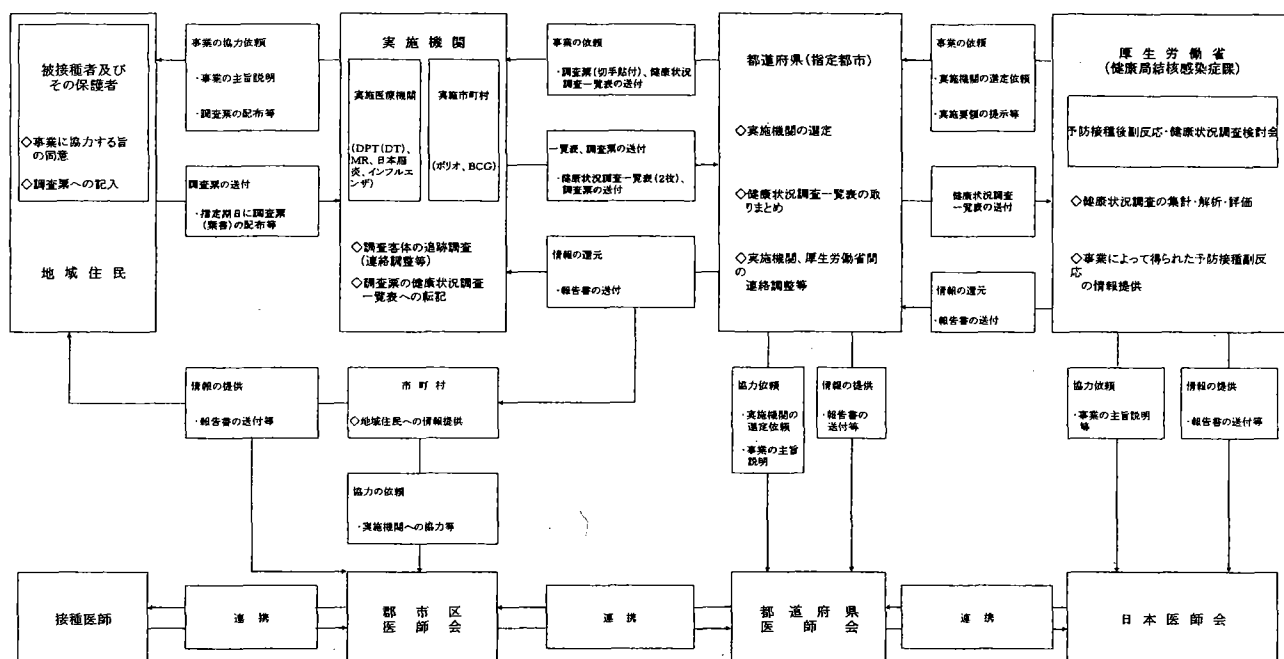 被接種者及び
その保護者
◇事業に協力する旨
の同意
◇調査票への記入
地域住民
事業の協力依頼
・事業の主旨説明
・調査票の配布等
調査票の送付
・指定期日に調査票
(葉書)の配布等
実施機関
実施医療機関
(DPT(DT)、
MR、日本脳
炎、インフルエ
ンザ)
実施市町村
(ポリオ、BCG)
◇調査客体の追跡調査
(連絡調整等)
◇調査票の健康状況調査
一覧表への転記
事業の依頼
・調査票(切手貼付)、健康状況
調査一覧表の送付
一覧表、調査票の送付
・健康状況調査一覧表(2枚)、
調査票の送付
情報の還元
・報告書の送付
都道府県(指定都市)
◇実施機関の選定
◇健康状況調査一覧表の取
りまとめ
◇実施機関、厚生労働省間
の
連絡調整等
事業の依頼
・実施機関の選定依頼
・実施要領の提示等
健康状況調査
一覧表の送付
情報の還元
・報告書の送付
厚生労働省
(健康局結核感染症課)
予防接種後副反応・健康状況調査検討会
◇健康状況調査の集計・解析・評価
◇事業によって得られた予防接種副反
応の情報提供
情報の提供
・報告書の送付等
市町村
◇地域住民への情報提供
協力の依頼
・実施機関への協力等
協力依頼
・実施機関の
選定依頼
・事業の主旨
説明
情報の提供
・報告書の
送付等
協力依頼
・事業の主旨説明
等
情報の提供
・報告書の送付等
接種医師
連携
郡市区
医師会
連携
都道府県
医師会
連携
日本医師会